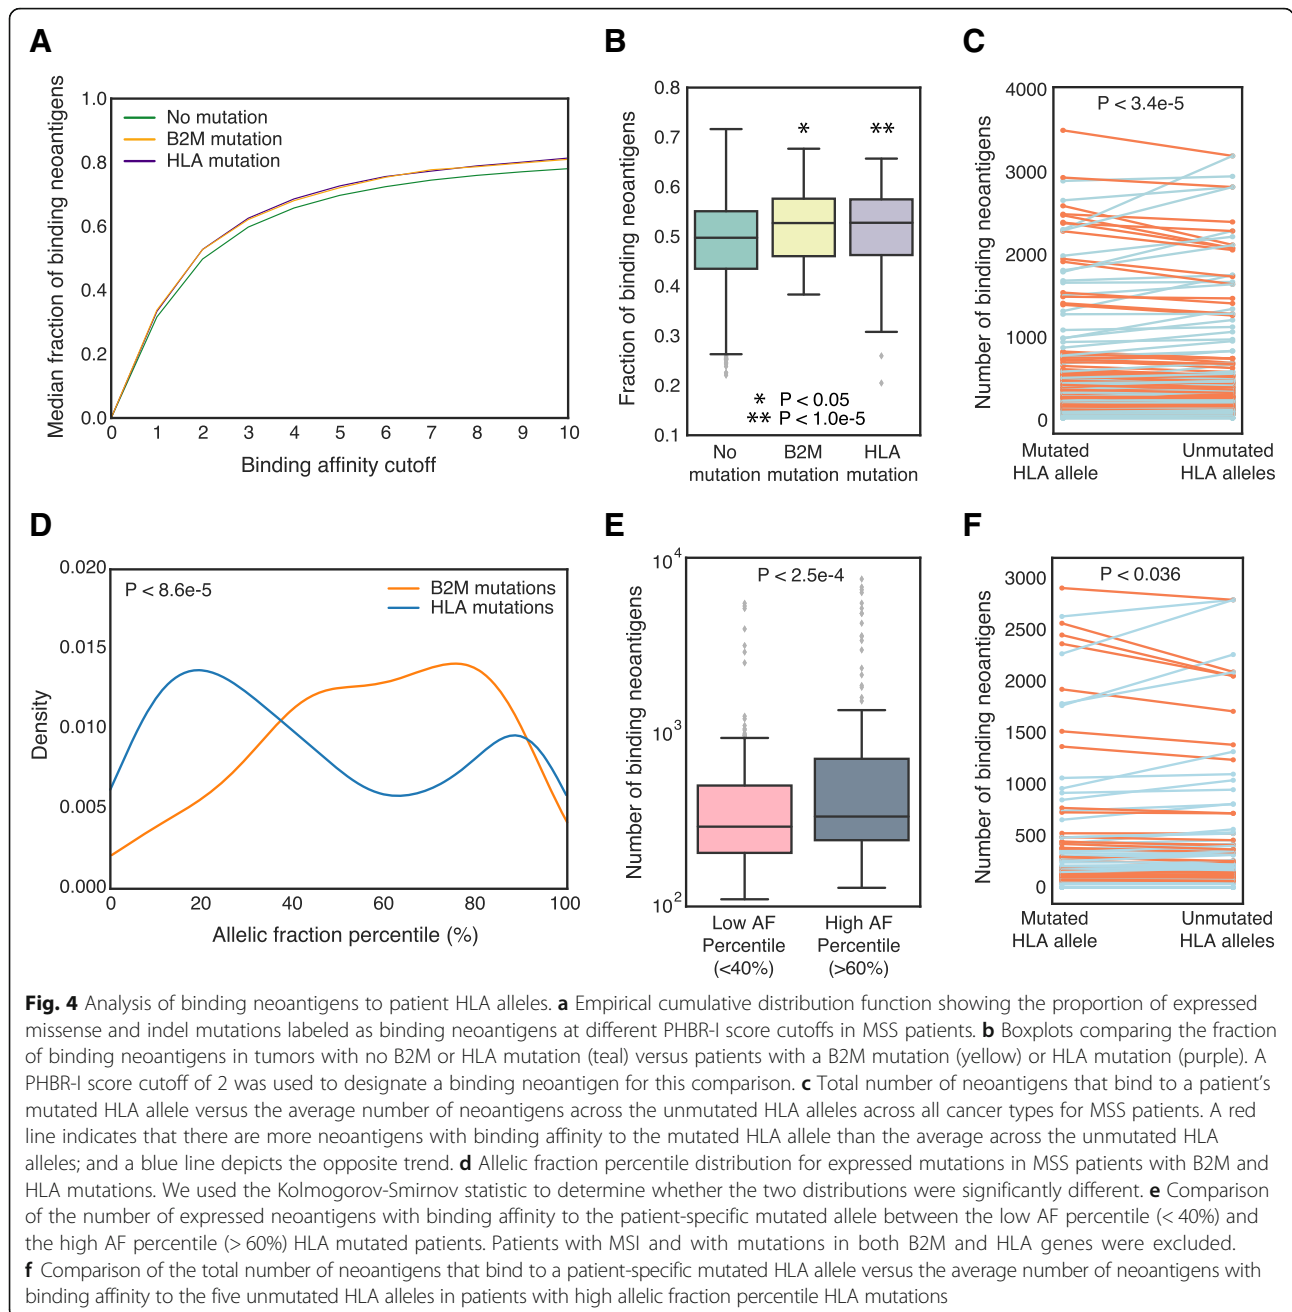 A
Median fraction of binding neoantigens
1.0
0.8
0.6
0.4
0.2
0.0
No mutation
B2M mutation
HLA mutation
0 1 2 3 4 5 6 7 8 9 10
Binding affinity cutoff
B
Fraction of binding neoantigens
0.8
0.7
0.6
0.5
0.4
0.3
0.2
0.1
*
**
* P < 0.05
** P < 1.0e-5
No mutation
B2M mutation
HLA mutation
C
Number of binding neoantigens
4000
3000
2000
1000
0
P < 3.4e-5
Mutated HLA allele
Unmutated HLA alleles
D
Density
0.020
0.015
0.010
0.005
0.000
P < 8.6e-5
B2M mutations
HLA mutations
0 20 40 60 80 100
Allelic fraction percentile (%)
E
Number of binding neoantigens
10^4
10^3
10^2
P < 2.5e-4
Low AF Percentile (<40%)
High AF Percentile (>60%)
F
Number of binding neoantigens
3000
2500
2000
1500
1000
500
0
P < 0.036
Mutated HLA allele
Unmutated HLA alleles
Fig. 4 Analysis of binding neoantigens to patient HLA alleles. a Empirical cumulative distribution function showing the proportion of expressed
missense and indel mutations labeled as binding neoantigens at different PHBR-I score cutoffs in MSS patients. b Boxplots comparing the fraction
of binding neoantigens in tumors with no B2M or HLA mutation (teal) versus patients with a B2M mutation (yellow) or HLA mutation (purple). A
PHBR-I score cutoff of 2 was used to designate a binding neoantigen for this comparison. c Total number of neoantigens that bind to a patient's
mutated HLA allele versus the average number of neoantigens across the unmutated HLA alleles across all cancer types for MSS patients. A red
line indicates that there are more neoantigens with binding affinity to the mutated HLA allele than the average across the unmutated HLA
alleles; and a blue line depicts the opposite trend. d Allelic fraction percentile distribution for expressed mutations in MSS patients with B2M and
HLA mutations. We used the Kolmogorov-Smirnov statistic to determine whether the two distributions were significantly different. e Comparison
of the number of expressed neoantigens with binding affinity to the patient-specific mutated allele between the low AF percentile (< 40%) and
the high AF percentile (> 60%) HLA mutated patients. Patients with MSI and with mutations in both B2M and HLA genes were excluded.
f Comparison of the total number of neoantigens that bind to a patient-specific mutated HLA allele versus the average number of neoantigens with
binding affinity to the five unmutated HLA alleles in patients with high allelic fraction percentile HLA mutations